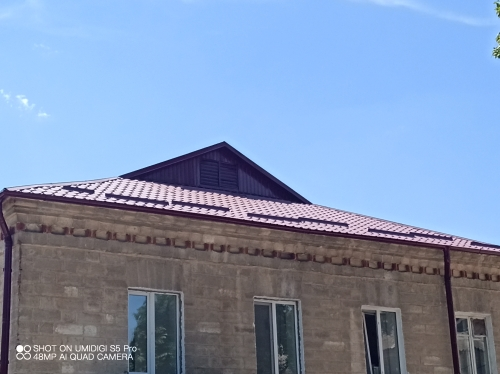 SHOT ON UMIDIGI S5 Pro
48MP AI QUAD CAMERA